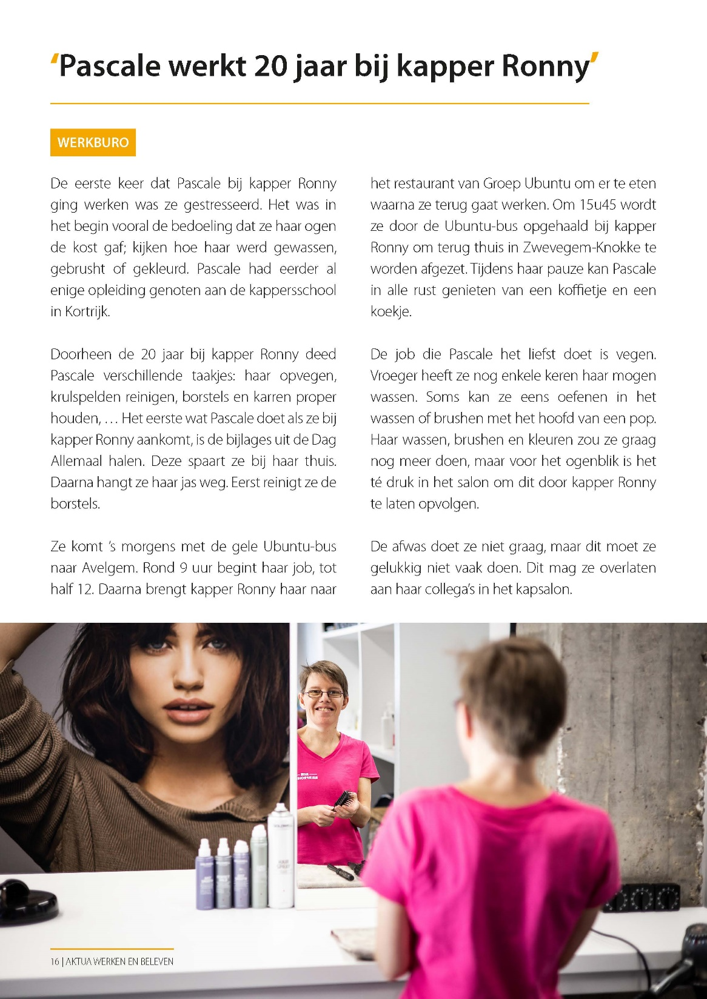 ‘Pascale werkt 20 jaar bij kapper Ronny’
WERKBURO
De eerste keer dat Pascale bij kapper Ronny
ging werken was ze gestresseerd. Het was in
het begin vooral de bedoeling dat ze haar ogen
de kost gaf; kijken hoe haar werd gewassen,
gebrusht of gekleurd. Pascale had eerder al
enige opleiding genoten aan de kappersschool
in Kortrijk.
Doorheen de 20 jaar bij kapper Ronny deed
Pascale verschillende taakjes: haar opvegen,
krulspelden reinigen, borstels en karren proper
houden, … Het eerste wat Pascale doet als ze bij
kapper Ronny aankomt, is de bijlages uit de Dag
Allemaal halen. Deze spaart ze bij haar thuis.
Daarna hangt ze haar jas weg. Eerst reinigt ze de
borstels.
Ze komt ’s morgens met de gele Ubuntu-bus
naar Avelgem. Rond 9 uur begint haar job, tot
half 12. Daarna brengt kapper Ronny haar naar
het restaurant van Groep Ubuntu om er te eten
waarna ze terug gaat werken. Om 15u45 wordt
ze door de Ubuntu-bus opgehaald bij kapper
Ronny om terug thuis in Zwevegem-Knokke te
worden afgezet. Tijdens haar pauze kan Pascale
in alle rust genieten van een koffietje en een
koekje.
De job die Pascale het liefst doet is vegen.
Vroeger heeft ze nog enkele keren haar mogen
wassen. Soms kan ze eens oefenen in het
wassen of brushen met het hoofd van een pop.
Haar wassen, brushen en kleuren zou ze graag
nog meer doen, maar voor het ogenblik is het
té druk in het salon om dit door kapper Ronny
te laten opvolgen.
De afwas doet ze niet graag, maar dit moet ze
gelukkig niet vaak doen. Dit mag ze overlaten
aan haar collega’s in het kapsalon.
16 | AKTUA WERKEN EN BELEVEN